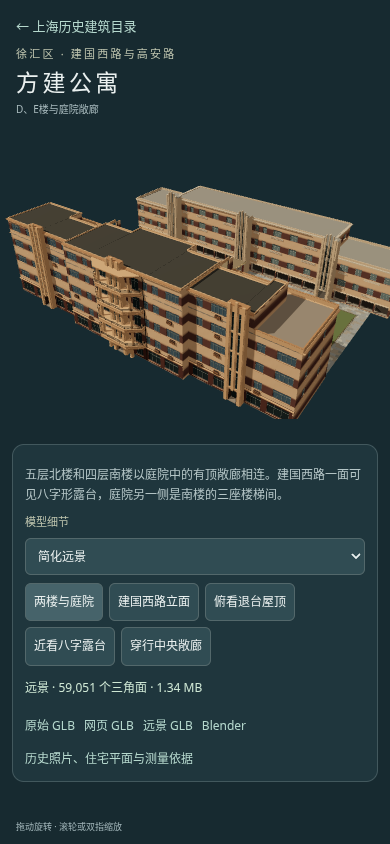 ← 上海历史建筑目录
徐汇区 · 建国西路与高安路
方建公寓
D、E楼与庭院敞廊
五层北楼和四层南楼以庭院中的有顶敞廊相连。建国西路一面可
见八字形露台，庭院另一侧是南楼的三座楼梯间。
模型细节
简化远景
两楼与庭院 建国西路立面 俯看退台屋顶
近看八字露台 穿行中央敞廊
远景 · 59,051 个三角面 · 1.34 MB
原始 GLB 网页 GLB 远景 GLB Blender
历史照片、住宅平面与测量依据
拖动旋转 · 滚轮或双指缩放